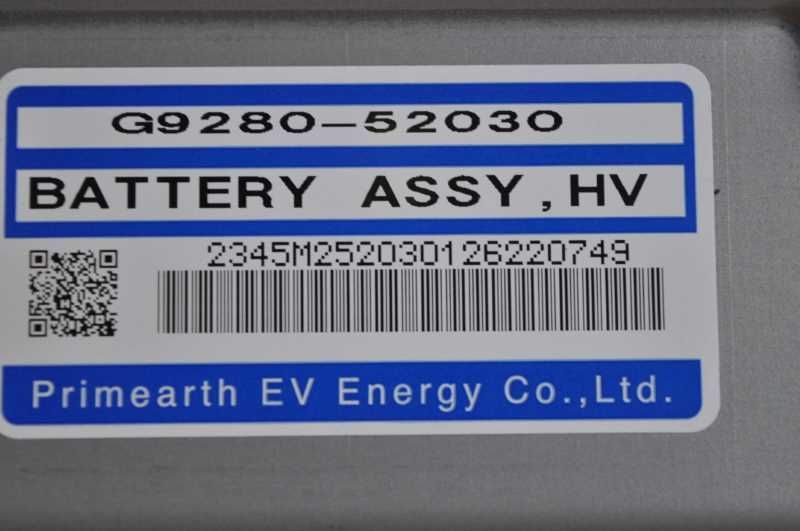 G9280-52030
BATTERY ASSY,HV
2345M252030126220749
Primearth EV Energy Co.,Ltd.